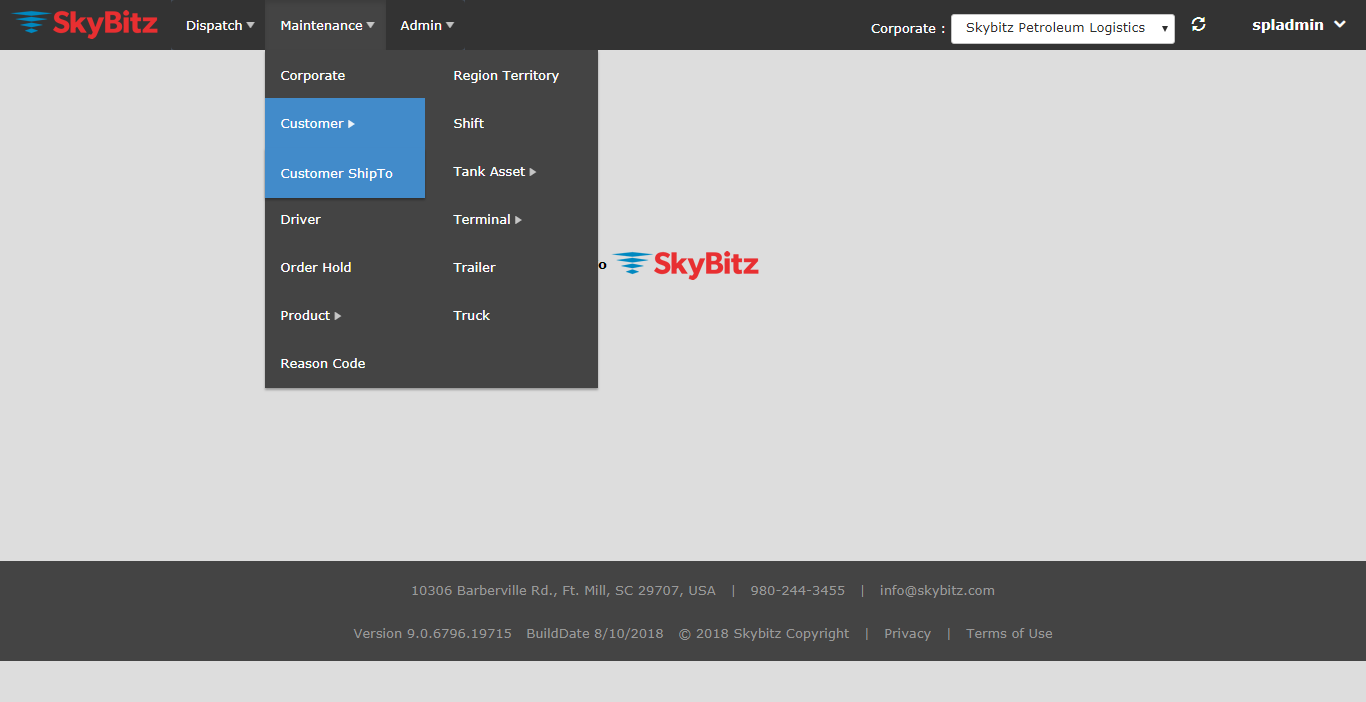 SkyBitz Dispatch Maintenance Admin Corporate : Skybitz Petroleum Logistics spladmin
Corporate Region Territory
Customer Shift
Customer ShipTo Tank Asset
Driver Terminal
o SkyBitz
Order Hold Trailer
Product Truck
Reason Code
10306 Barberville Rd., Ft. Mill, SC 29707, USA | 980-244-3455 | info@skybitz.com
Version 9.0.6796.19715 BuildDate 8/10/2018 © 2018 Skybitz Copyright | Privacy | Terms of Use